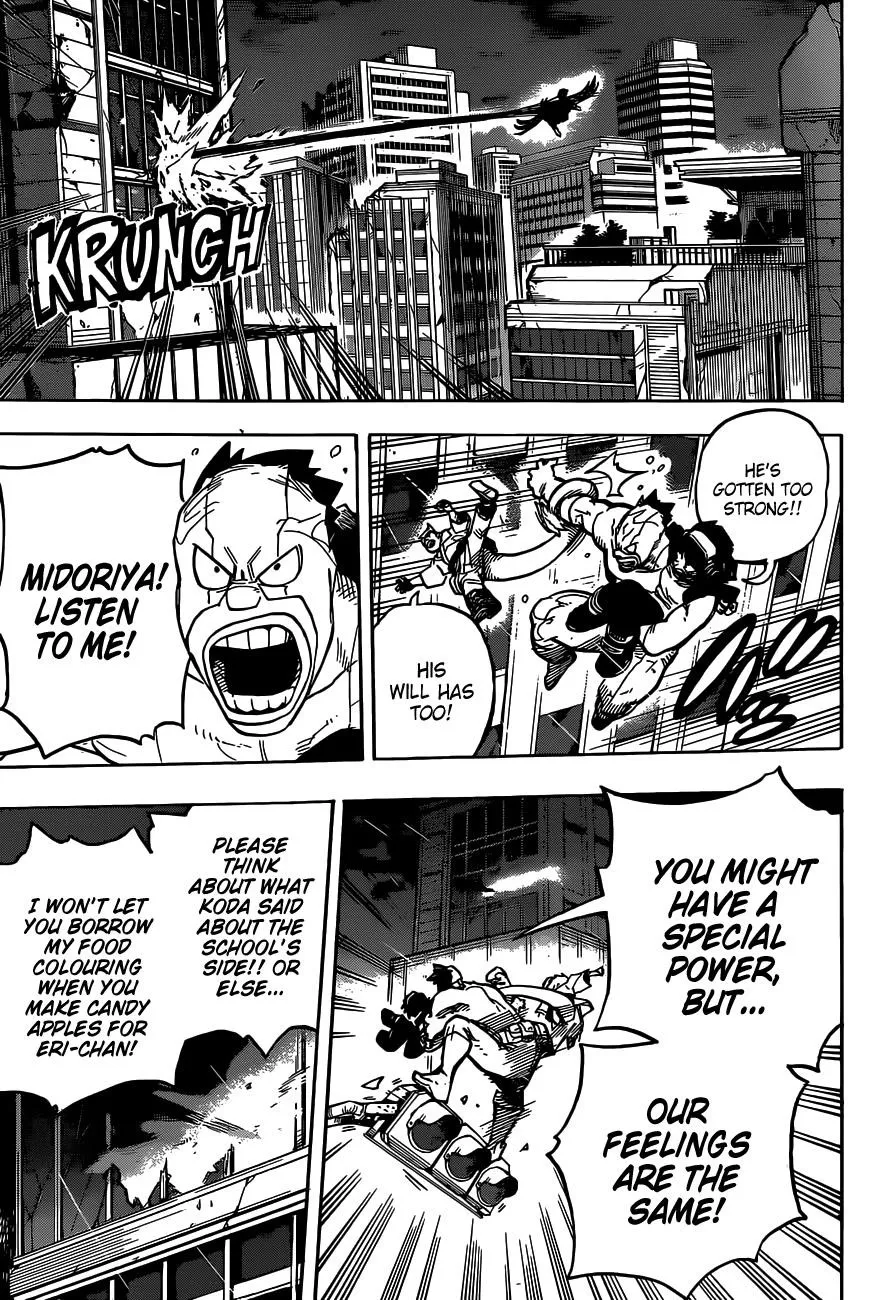 KRUNCH
HE'S
GOTTEN TOO
STRONG!!
HIS
WILL HAS
TOO!
MIDORIYA!
LISTEN
TO ME!
YOU MIGHT
HAVE A
SPECIAL
POWER,
BUT...
OUR
FEELINGS
ARE THE
SAME!
PLEASE
THINK
ABOUT WHAT
KODA SAID
ABOUT THE
SCHOOL'S
SIDE!! OR
ELSE...
I WON'T LET
YOU BORROW
MY FOOD
COLOURING
WHEN YOU
MAKE CANDY
APPLES FOR
ERI-CHAN!